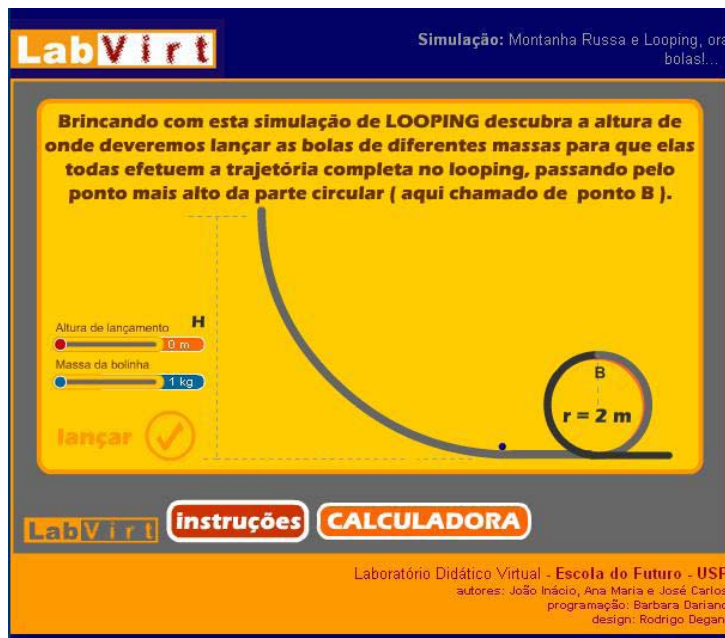 LabVirt
Simulação: Montanha Russa e Looping, ora
bolas!...
Brincando com esta simulação de LOOPING descubra a altura de
onde deveremos lançar as bolas de diferentes massas para que elas
todas efetuem a trajetória completa no looping, passando pelo
ponto mais alto da parte circular ( aqui chamado de ponto B ).
H
Altura de lançamento
0 m
Massa da bolinha
1 kg
lançar
B
r = 2 m
LabVirt
instruções
CALCULADORA
Laboratório Didático Virtual - Escola do Futuro - USP
autores: João Inácio, Ana Maria e José Carlos
programação: Barbara Dariano
design: Rodrigo Degan